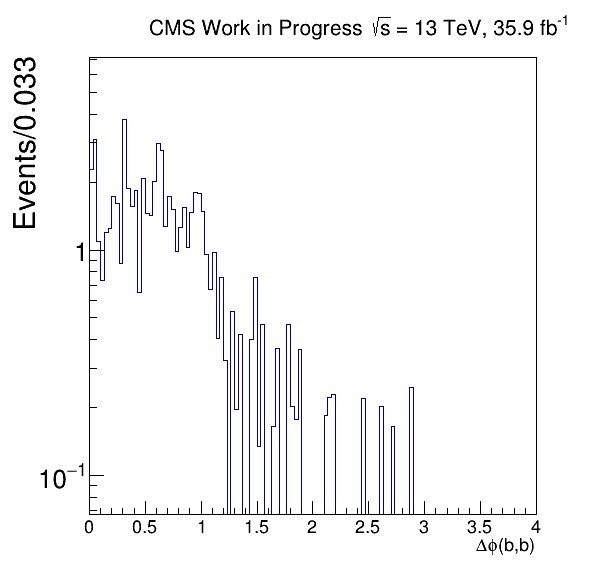 CMS Work in Progress √s = 13 TeV, 35.9 fb⁻¹
Events/0.033
1
10⁻¹
0 0.5 1 1.5 2 2.5 3 3.5 4
Δϕ(b,b)